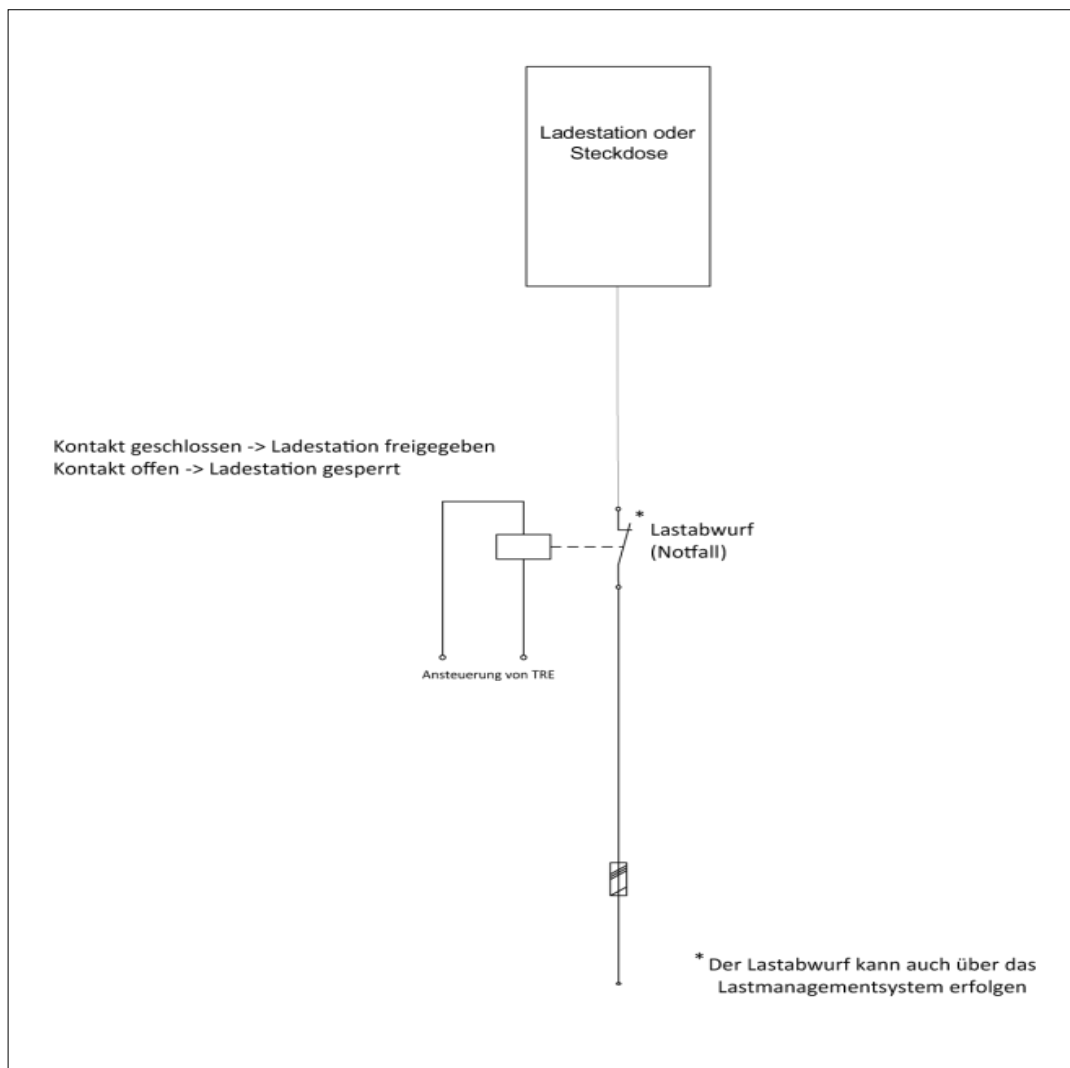 Ladestation oder
Steckdose
Kontakt geschlossen -> Ladestation freigegeben
Kontakt offen -> Ladestation gesperrt
*
Lastabwurf
(Notfall)
Ansteuerung von TRE
* Der Lastabwurf kann auch über das
Lastmanagementsystem erfolgen